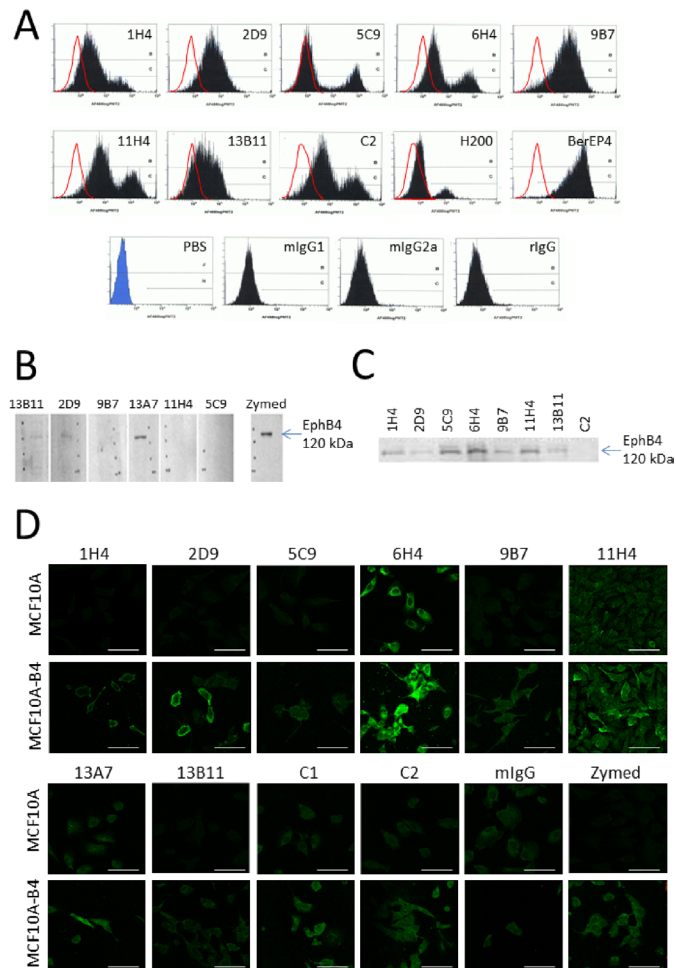 A
1H4 2D9 5C9 6H4 9B7
11H4 13B11 C2 H200 BerEP4
PBS mIgG1 mIgG2a rIgG
B
13B11 2D9 9B7 13A7 11H4 5C9 Zymed
EphB4
120 kDa
C
1H4 2D9 5C9 6H4 9B7 11H4 13B11 C2
EphB4
120 kDa
D
1H4 2D9 5C9 6H4 9B7 11H4
MCF10A
MCF10A-B4
13A7 13B11 C1 C2 mIgG Zymed
MCF10A
MCF10A-B4